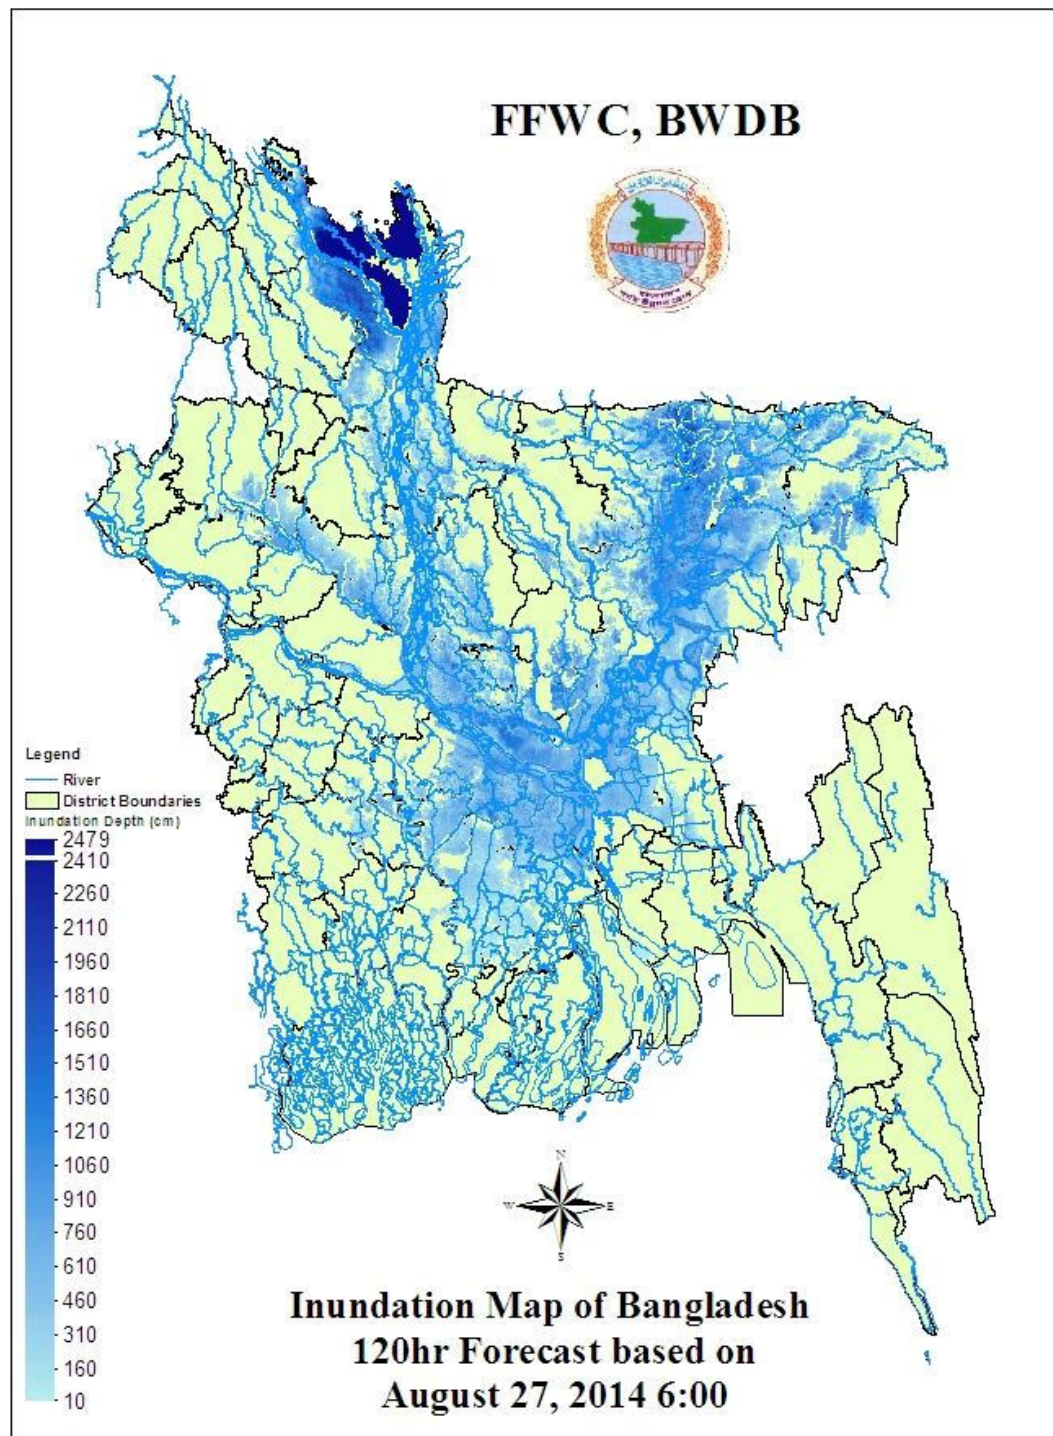 FFWC, BWDB
Legend
River
District Boundaries
Inundation Depth (cm)
2479
2410
2260
2110
1960
1810
1660
1510
1360
1210
1060
910
760
610
460
310
160
10
N
W
E
S
Inundation Map of Bangladesh
120hr Forecast based on
August 27, 2014 6:00